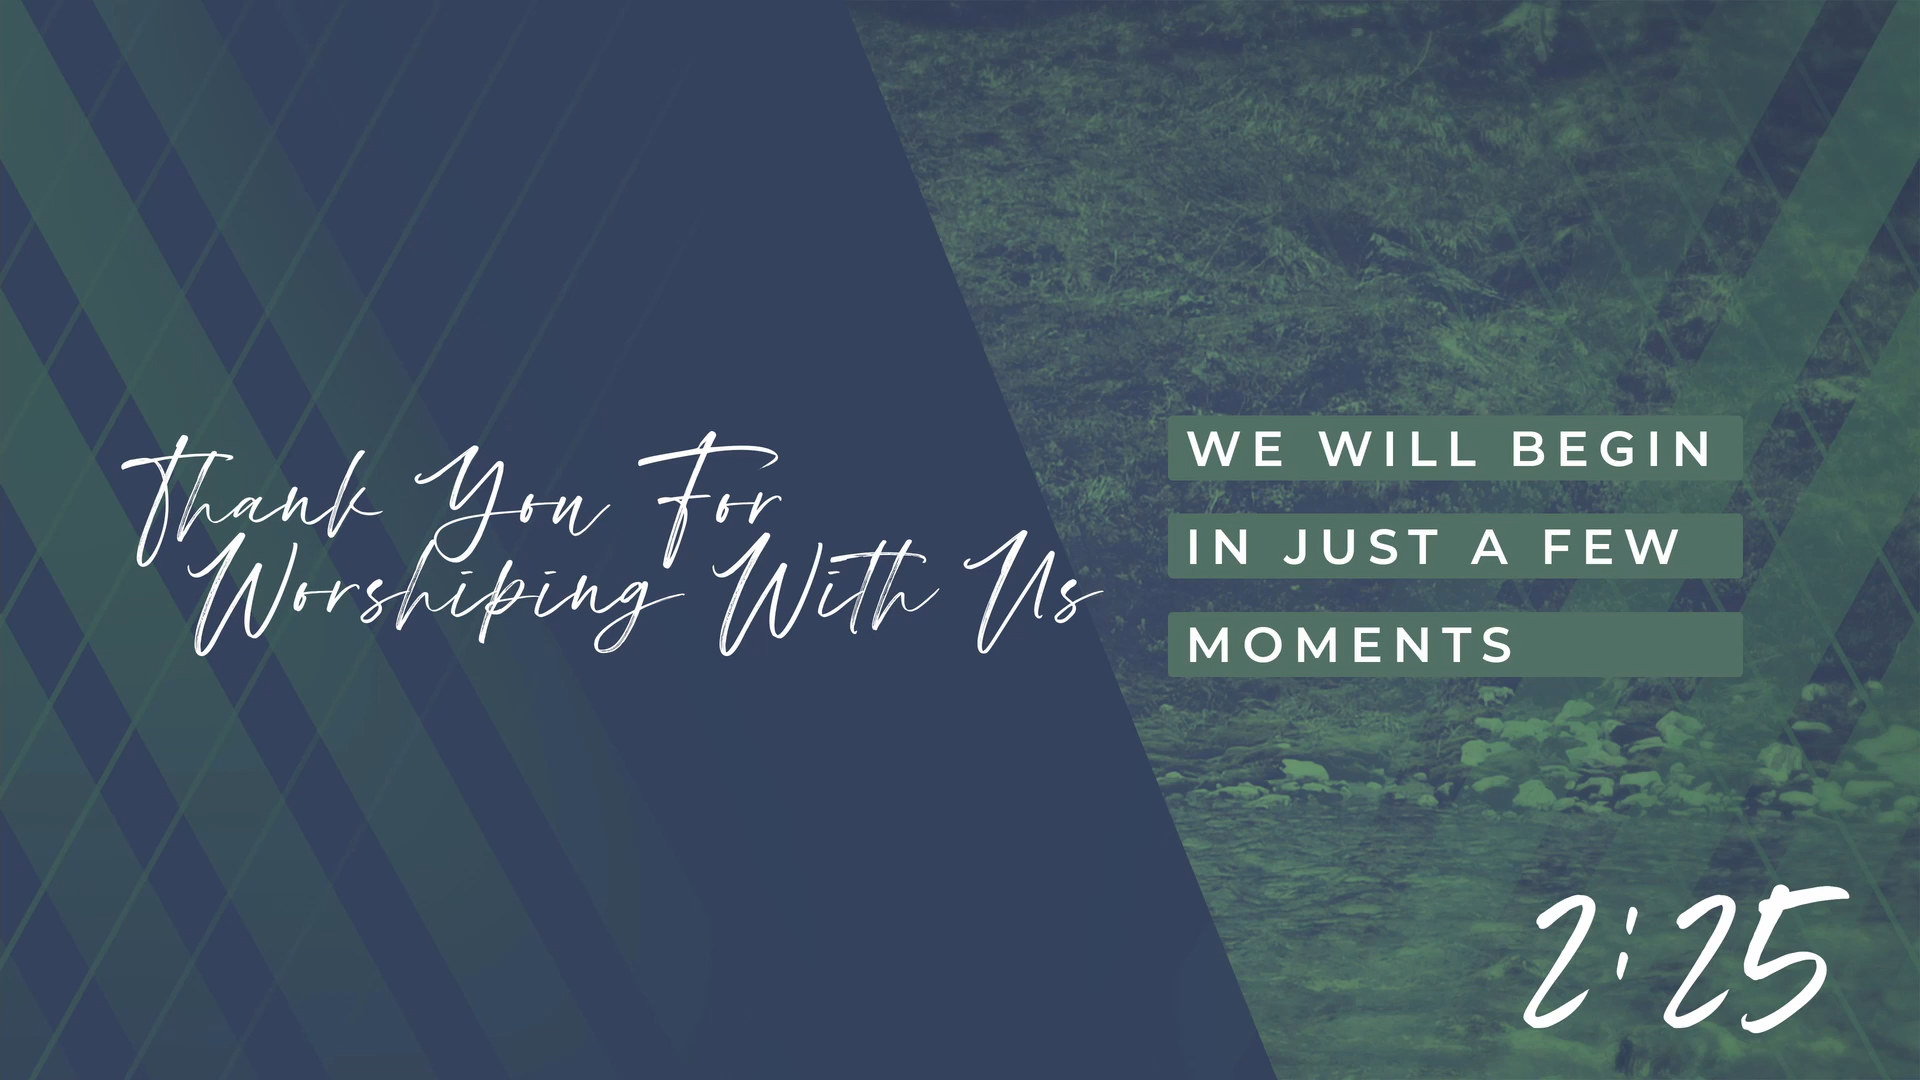 Thank You For
Worshiping With Us
WE WILL BEGIN
IN JUST A FEW
MOMENTS
2:25